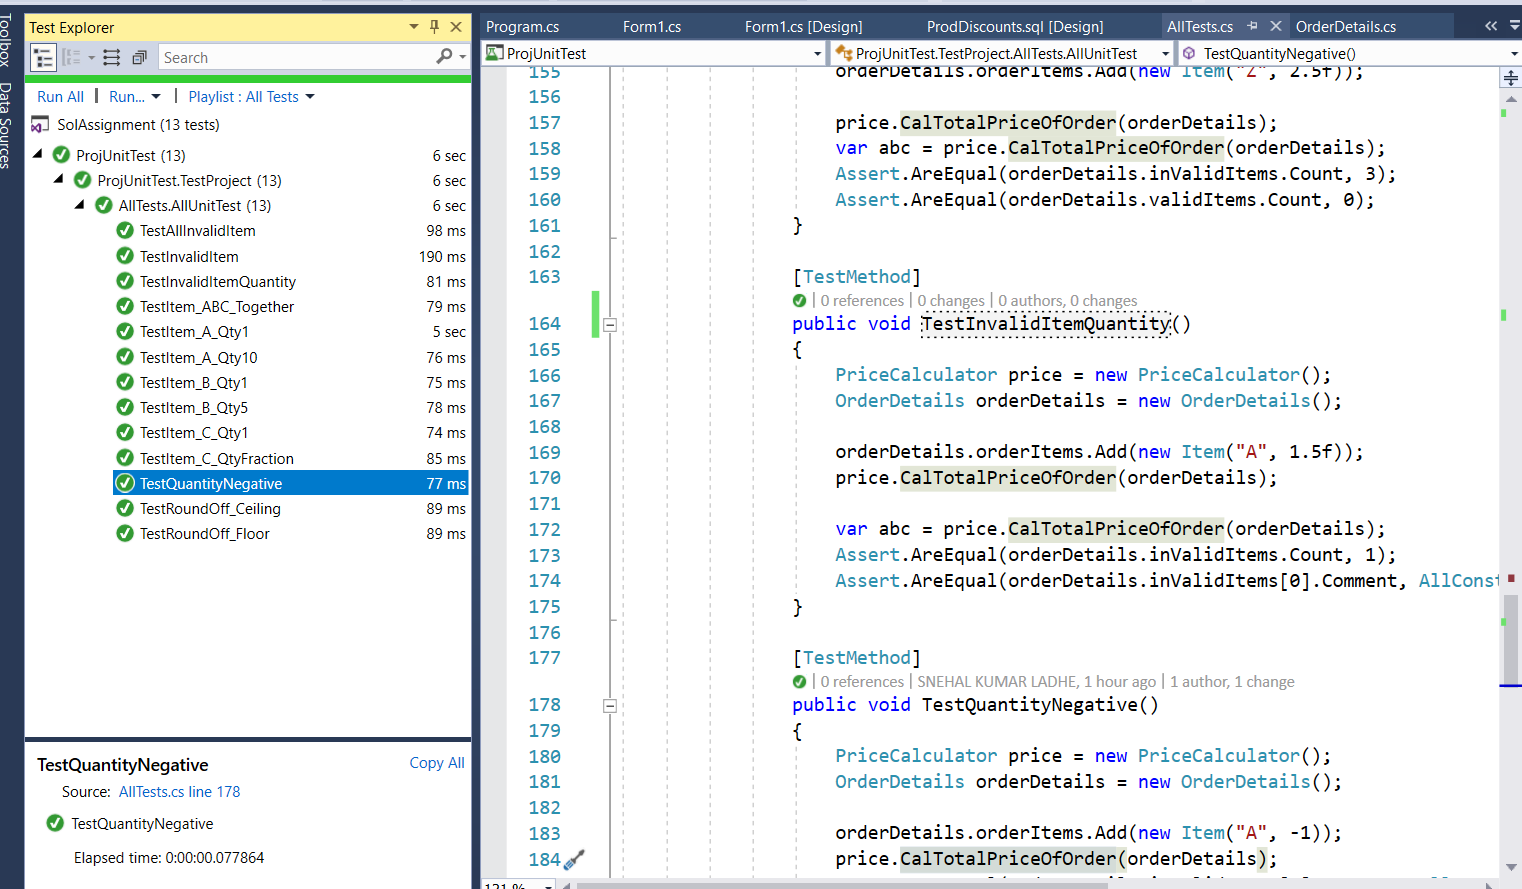 Toolbox
Data Sources
Test Explorer
Search
Run All | Run... | Playlist : All Tests
SolAssignment (13 tests)
ProjUnitTest (13) 6 sec
ProjUnitTest.TestProject (13) 6 sec
AllTests.AllUnitTest (13) 6 sec
TestAllInvalidItem 98 ms
TestInvalidItem 190 ms
TestInvalidItemQuantity 81 ms
TestItem_ABC_Together 79 ms
TestItem_A_Qty1 5 sec
TestItem_A_Qty10 76 ms
TestItem_B_Qty1 75 ms
TestItem_B_Qty5 78 ms
TestItem_C_Qty1 74 ms
TestItem_C_QtyFraction 85 ms
TestQuantityNegative 77 ms
TestRoundOff_Ceiling 89 ms
TestRoundOff_Floor 89 ms
TestQuantityNegative Copy All
Source: AllTests.cs line 178
TestQuantityNegative
Elapsed time: 0:00:00.077864
Program.cs Form1.cs Form1.cs [Design] ProdDiscounts.sql [Design] AllTests.cs OrderDetails.cs
ProjUnitTest ProjUnitTest.TestProject.AllTests.AllUnitTest TestQuantityNegative()
155 orderDetails.orderItems.Add(new Item("Z", 2.5f));
156
157 price.CalTotalPriceOfOrder(orderDetails);
158 var abc = price.CalTotalPriceOfOrder(orderDetails);
159 Assert.AreEqual(orderDetails.inValidItems.Count, 3);
160 Assert.AreEqual(orderDetails.validItems.Count, 0);
161 }
162
163 [TestMethod]
| 0 references | 0 changes | 0 authors, 0 changes
164 public void TestInvalidItemQuantity()
165 {
166 PriceCalculator price = new PriceCalculator();
167 OrderDetails orderDetails = new OrderDetails();
168
169 orderDetails.orderItems.Add(new Item("A", 1.5f));
170 price.CalTotalPriceOfOrder(orderDetails);
171
172 var abc = price.CalTotalPriceOfOrder(orderDetails);
173 Assert.AreEqual(orderDetails.inValidItems.Count, 1);
174 Assert.AreEqual(orderDetails.inValidItems[0].Comment, AllConst
175 }
176
177 [TestMethod]
| 0 references | SNEHAL KUMAR LADHE, 1 hour ago | 1 author, 1 change
178 public void TestQuantityNegative()
179 {
180 PriceCalculator price = new PriceCalculator();
181 OrderDetails orderDetails = new OrderDetails();
182
183 orderDetails.orderItems.Add(new Item("A", -1));
184 price.CalTotalPriceOfOrder(orderDetails);
121 %